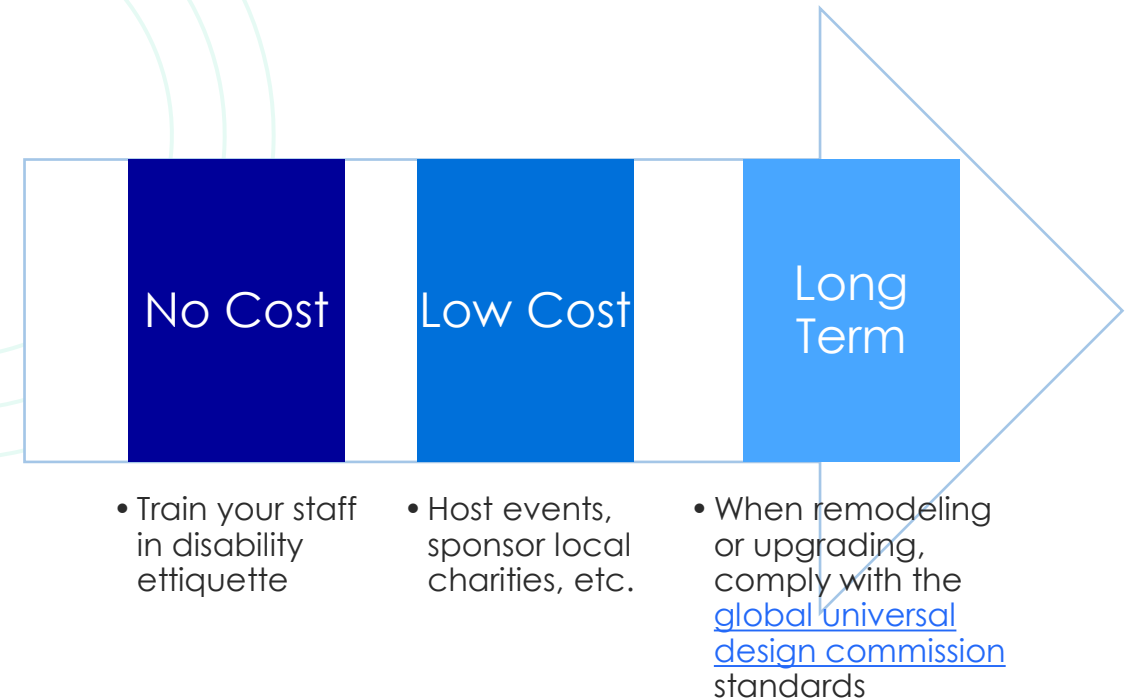 No Cost
Low Cost
Long
Term
• Train your staff
in disability
ettiquette
• Host events,
sponsor local
charities, etc.
• When remodeling
or upgrading,
comply with the
global universal
design commission
standards